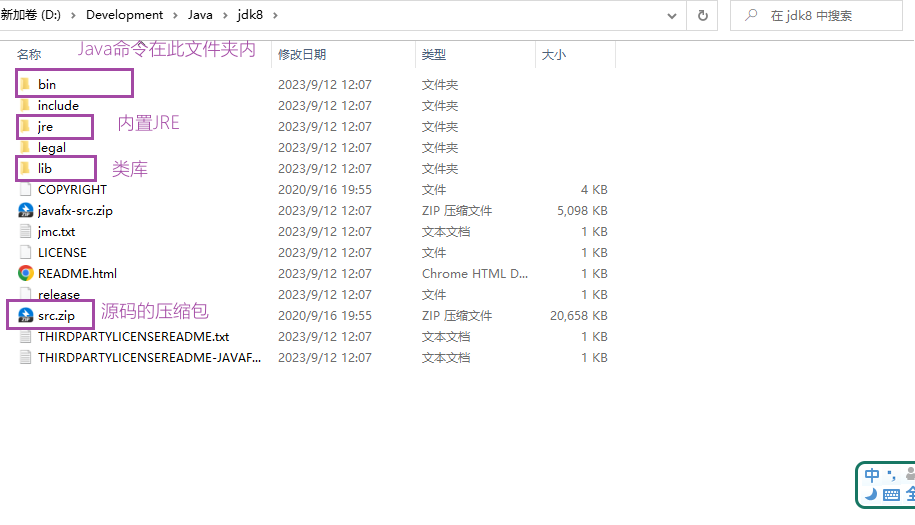 新加卷 (D:) › Development › Java › jdk8 ›
在 jdk8 中搜索
Java命令在此文件夹内
名称 修改日期 类型 大小
bin 2023/9/12 12:07 文件夹
include 2023/9/12 12:07 文件夹
jre 内置JRE 2023/9/12 12:07 文件夹
legal 2023/9/12 12:07 文件夹
lib 类库 2023/9/12 12:07 文件夹
COPYRIGHT 2020/9/16 19:55 文件 4 KB
javafx-src.zip 2023/9/12 12:07 ZIP 压缩文件 5,098 KB
jmc.txt 2023/9/12 12:07 文本文档 1 KB
LICENSE 2023/9/12 12:07 文件 1 KB
README.html 2023/9/12 12:07 Chrome HTML D... 1 KB
release 2023/9/12 12:07 文件 1 KB
src.zip 源码的压缩包 2020/9/16 19:55 ZIP 压缩文件 20,658 KB
THIRDPARTYLICENSEREADME.txt 2023/9/12 12:07 文本文档 1 KB
THIRDPARTYLICENSEREADME-JAVAF... 2023/9/12 12:07 文本文档 1 KB
中 °,
全